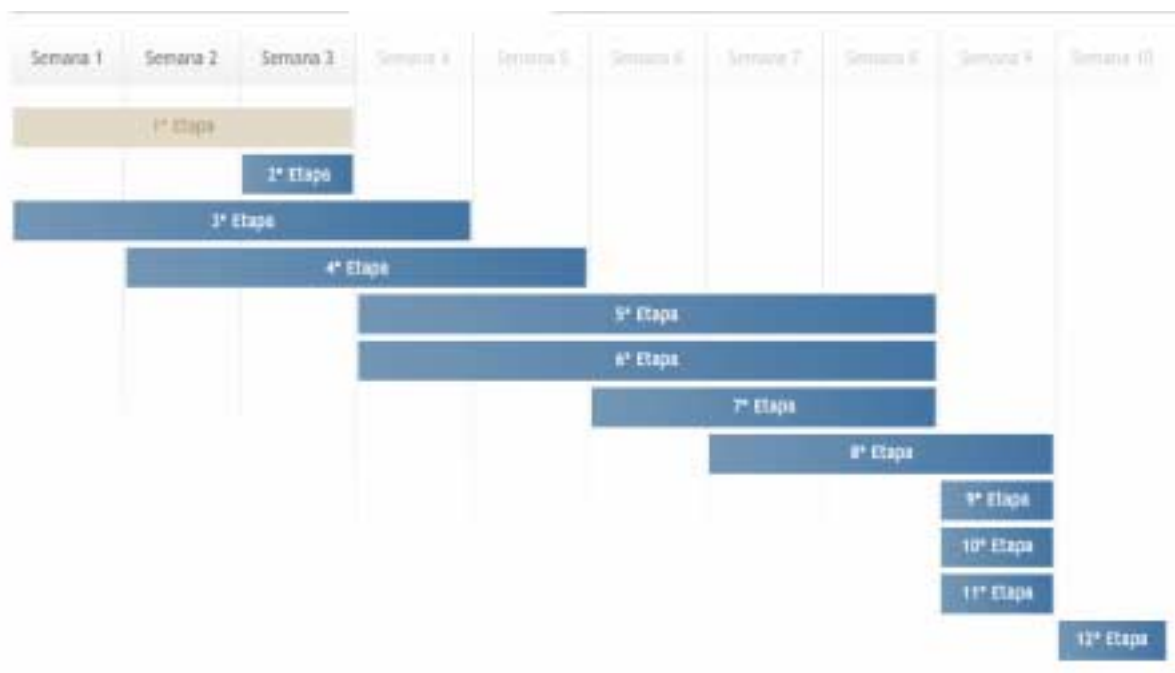 Semana 1 Semana 2 Semana 3 Semana 4 Semana 5 Semana 6 Semana 7 Semana 8 Semana 9 Semana 10
1ª Etapa
2ª Etapa
3ª Etapa
4ª Etapa
5ª Etapa
6ª Etapa
7ª Etapa
8ª Etapa
9ª Etapa
10ª Etapa
11ª Etapa
12ª Etapa